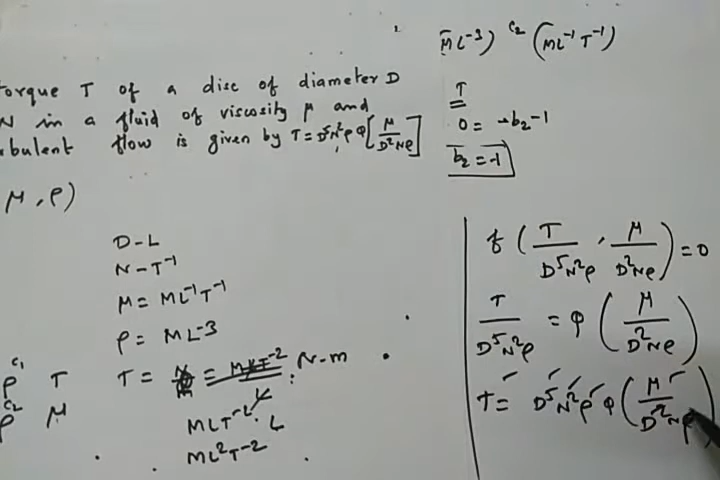 ML⁻³) ᶜ² (ML⁻¹T⁻¹)
torque T of a disc of diameter D
N in a fluid of viscosity μ and
turbulent flow is given by T = D⁵N²ρ φ[μ/D²Nρ]
T
0 = -b₂-1
b₂ = -1
μ, ρ)
D-L
N-T⁻¹
μ = ML⁻¹T⁻¹
ρ = ML⁻³
ρᶜ¹ T T = = N-m
ρᶜ² μ MLT⁻² . L
ML²T⁻²
f (T/D⁵N²ρ , μ/D²Nρ) = 0
T/D⁵N²ρ = φ (μ/D²Nρ)
T = D⁵N²ρ φ (μ/D²Nρ)